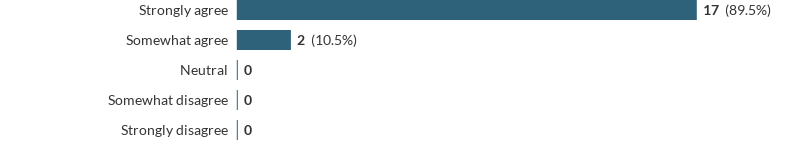 Strongly agree 17 (89.5%)
Somewhat agree 2 (10.5%)
Neutral 0
Somewhat disagree 0
Strongly disagree 0